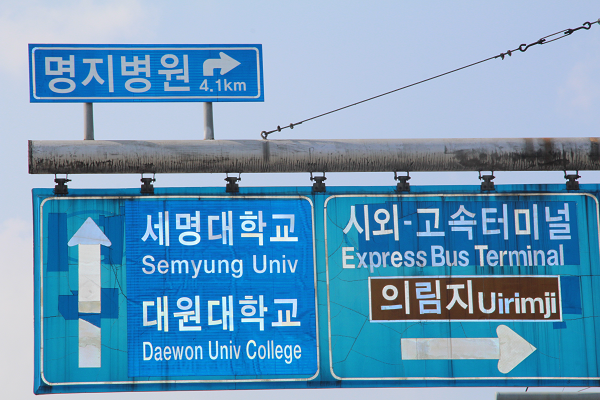 명지병원
4.1km
세명대학교
Semyung Univ
대원대학교
Daewon Univ College
시외-고속터미널
Express Bus Terminal
의림지 Uirimji